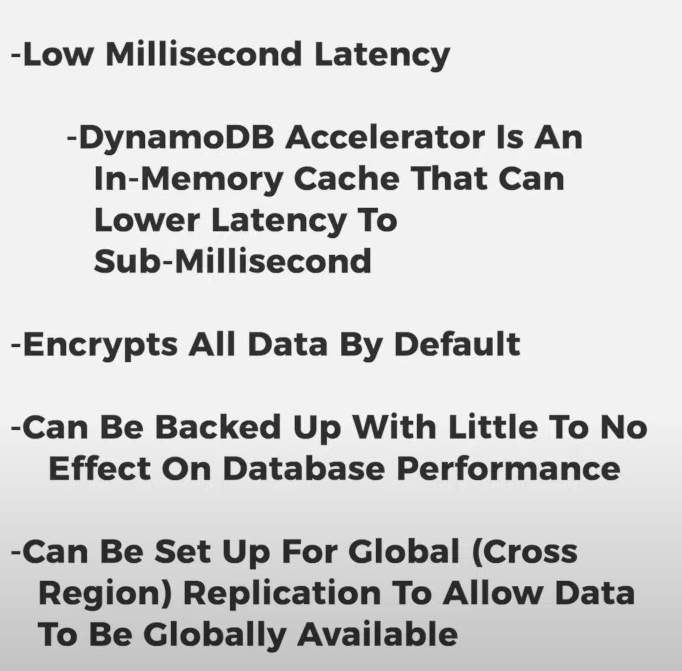 -Low Millisecond Latency
-DynamoDB Accelerator Is An
In-Memory Cache That Can
Lower Latency To
Sub-Millisecond
-Encrypts All Data By Default
-Can Be Backed Up With Little To No
Effect On Database Performance
-Can Be Set Up For Global (Cross
Region) Replication To Allow Data
To Be Globally Available